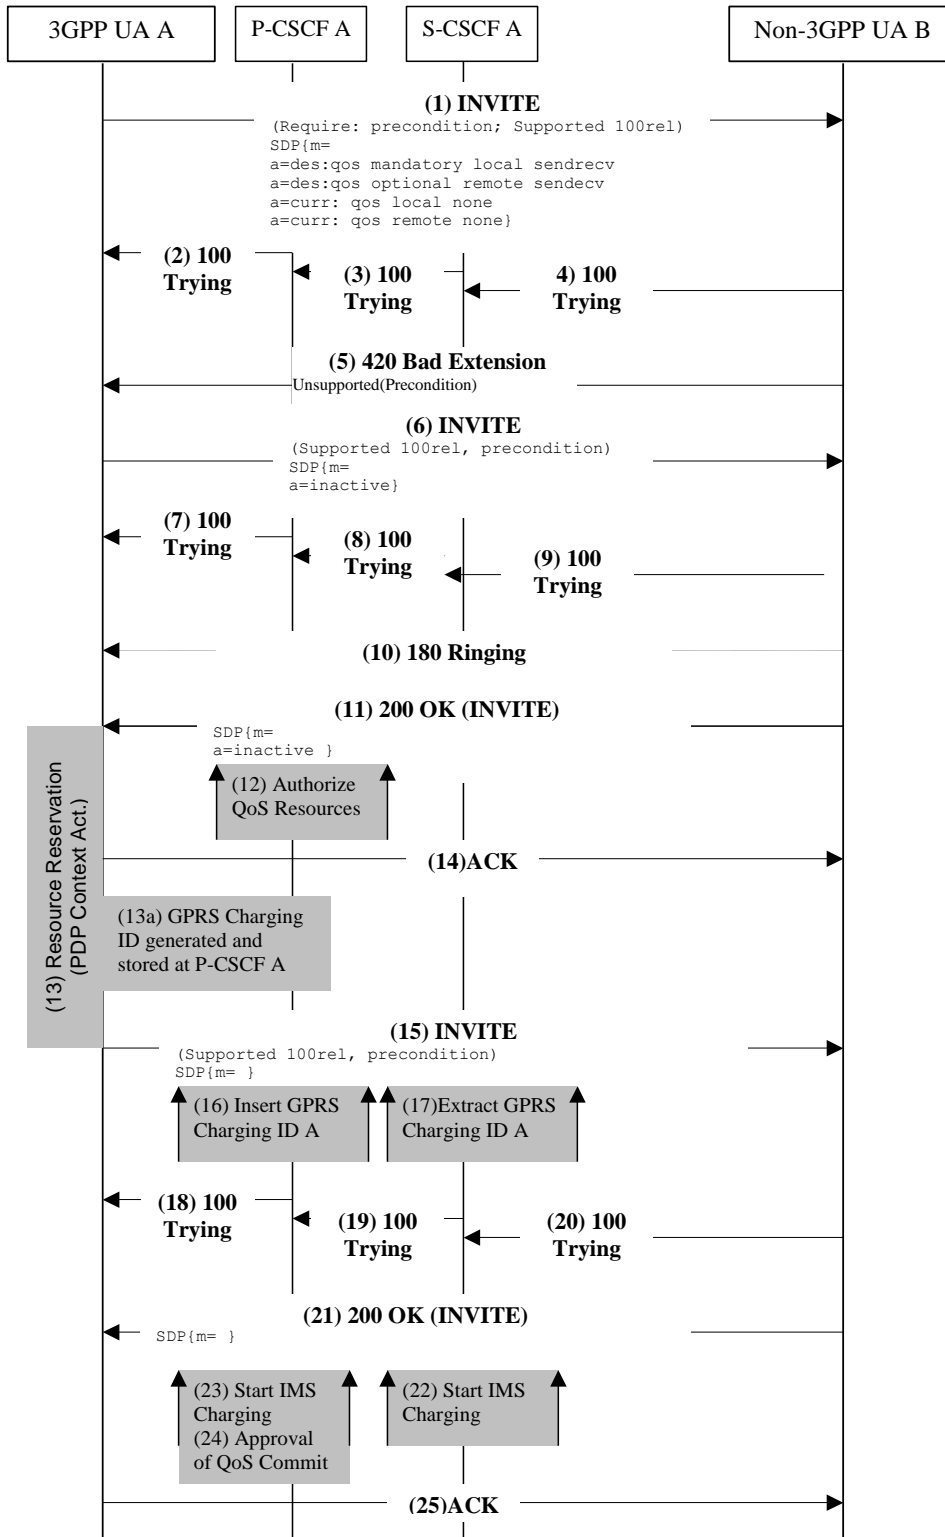 3GPP UA A
P-CSCF A
S-CSCF A
Non-3GPP UA B
(1) INVITE
(Require: precondition; Supported 100rel)
SDP{m=
a=des:qos mandatory local sendrecv
a=des:qos optional remote sendecv
a=curr: qos local none
a=curr: qos remote none}
(2) 100
Trying
(3) 100
Trying
4) 100
Trying
(5) 420 Bad Extension
Unsupported(Precondition)
(6) INVITE
(Supported 100rel, precondition)
SDP{m=
a=inactive}
(7) 100
Trying
(8) 100
Trying
(9) 100
Trying
(10) 180 Ringing
(11) 200 OK (INVITE)
SDP{m=
a=inactive }
(12) Authorize
QoS Resources
(13) Resource Reservation
(PDP Context Act.)
(14)ACK
(13a) GPRS Charging
ID generated and
stored at P-CSCF A
(15) INVITE
(Supported 100rel, precondition)
SDP{m= }
(16) Insert GPRS
Charging ID A
(17)Extract GPRS
Charging ID A
(18) 100
Trying
(19) 100
Trying
(20) 100
Trying
(21) 200 OK (INVITE)
SDP{m= }
(23) Start IMS
Charging
(24) Approval
of QoS Commit
(22) Start IMS
Charging
(25)ACK